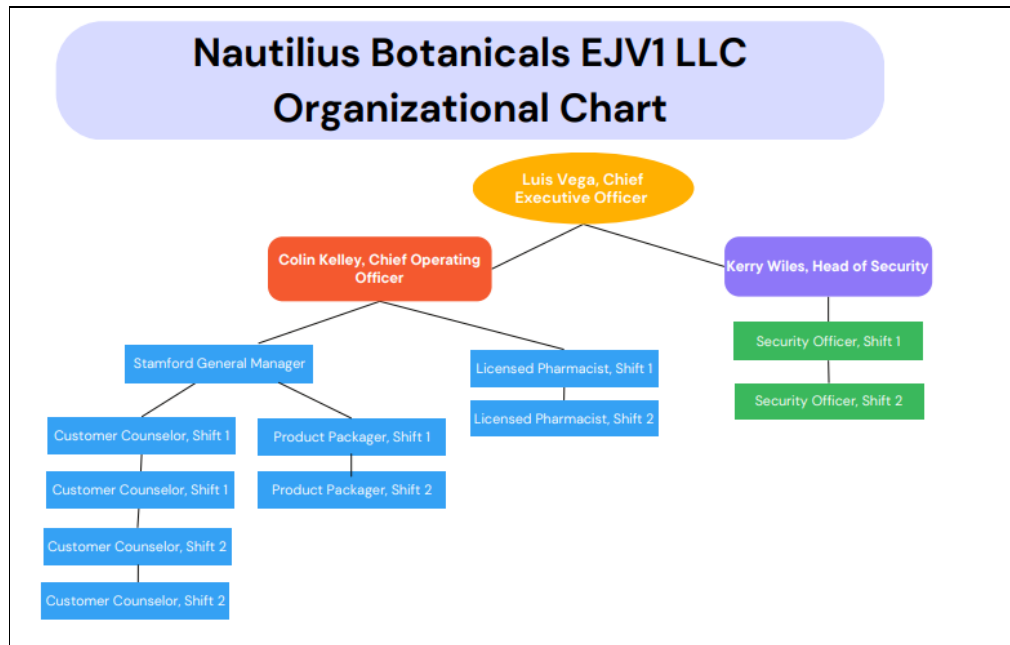 Nautilius Botanicals EJV1 LLC
Organizational Chart
Luis Vega, Chief
Executive Officer
Colin Kelley, Chief Operating
Officer
Kerry Wiles, Head of Security
Stamford General Manager
Licensed Pharmacist, Shift 1
Licensed Pharmacist, Shift 2
Security Officer, Shift 1
Security Officer, Shift 2
Customer Counselor, Shift 1
Customer Counselor, Shift 1
Customer Counselor, Shift 2
Customer Counselor, Shift 2
Product Packager, Shift 1
Product Packager, Shift 2